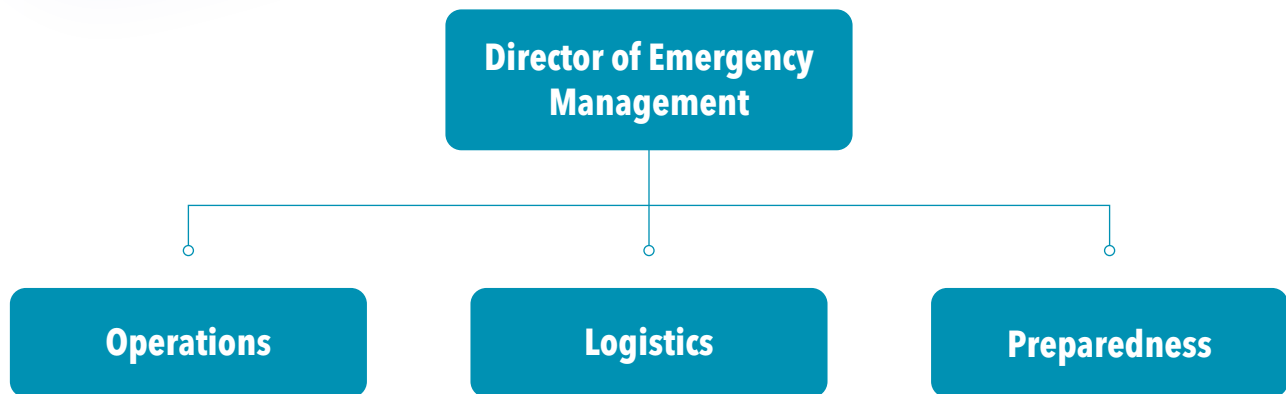 Director of Emergency
Management
Operations
Logistics
Preparedness